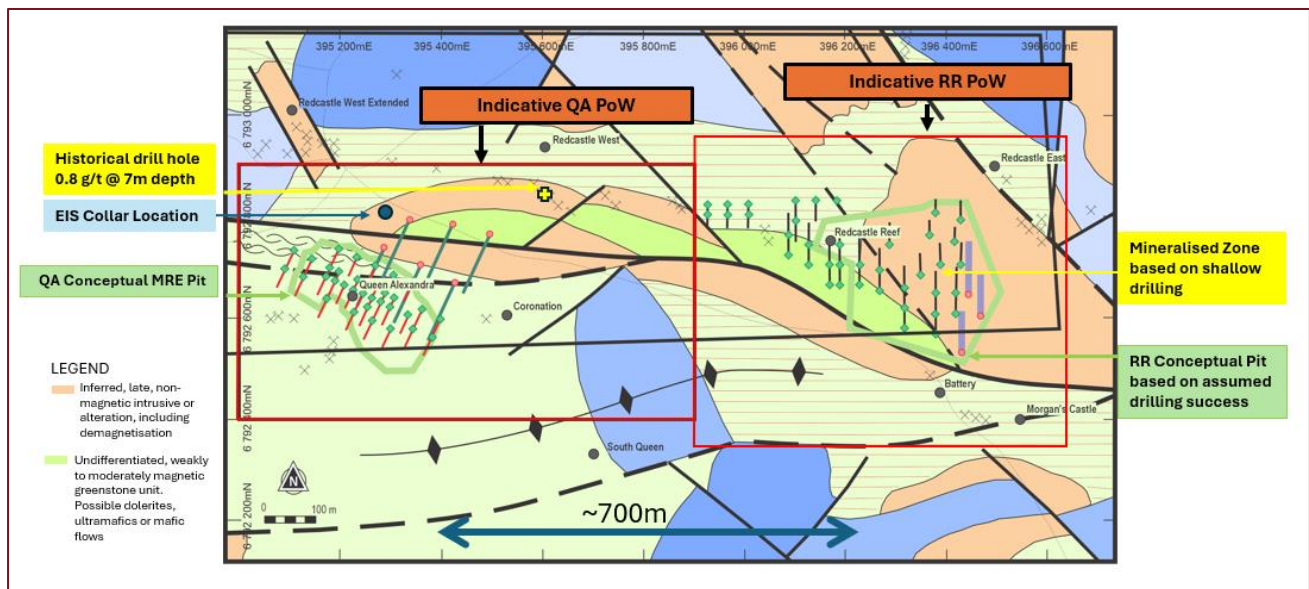 395 200mE
395 400mE
395 600mE
395 800mE
396 000mE
396 200mE
396 400mE
396 600mE
Indicative QA PoW
Indicative RR PoW
Redcastle West Extended
Redcastle West
Redcastle East
6 793 000mN
Historical drill hole
0.8 g/t @ 7m depth
EIS Collar Location
6 792 800mN
Redcastle Reef
QA Conceptual MRE Pit
Queen Alexandra
Coronation
6 792 600mN
Mineralised Zone
based on shallow
drilling
RR Conceptual Pit
based on assumed
drilling success
LEGEND
Inferred, late, non-
magnetic intrusive or
alteration, including
demagnetisation
Battery
Morgan's Castle
6 792 400mN
South Queen
Undifferentiated, weakly
to moderately magnetic
greenstone unit.
Possible dolerites,
ultramafics or mafic
flows
N
0 100 m
6 792 200mN
~700m